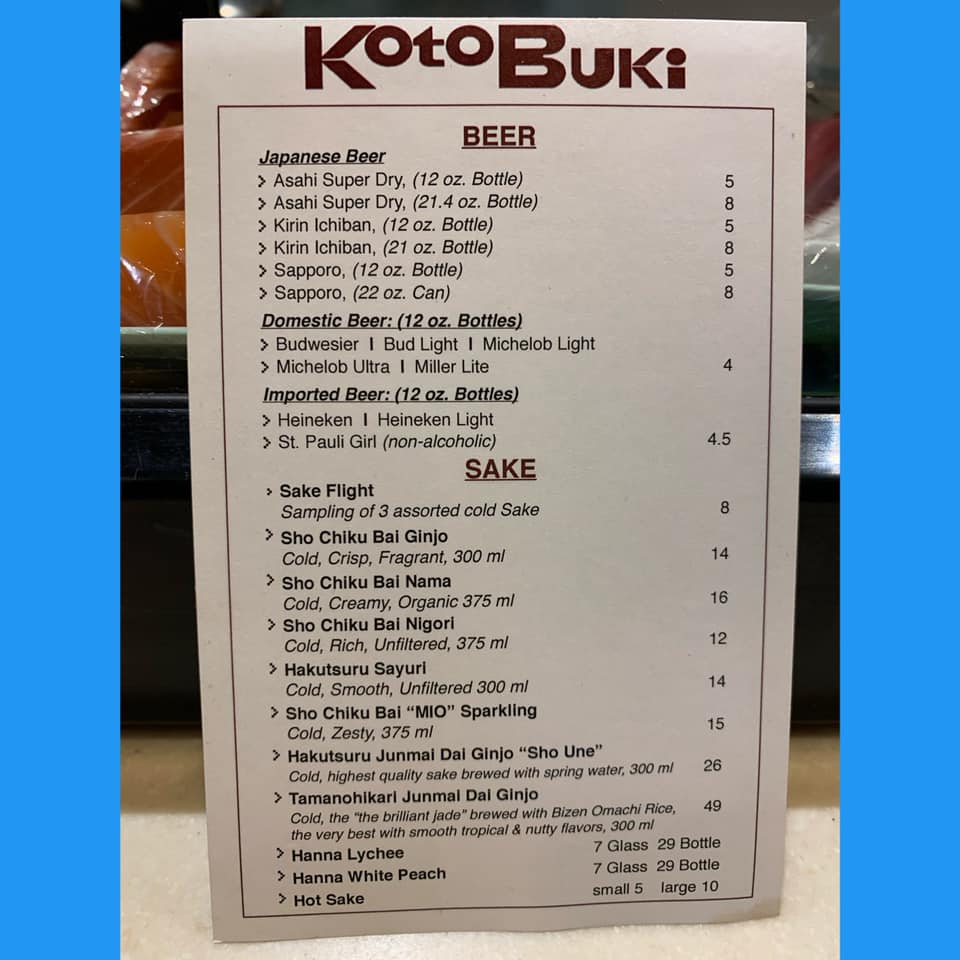 KotoBuki
BEER
Japanese Beer
Asahi Super Dry, (12 oz. Bottle) 5
Asahi Super Dry, (21.4 oz. Bottle) 8
Kirin Ichiban, (12 oz. Bottle) 5
Kirin Ichiban, (21 oz. Bottle) 8
Sapporo, (12 oz. Bottle) 5
Sapporo, (22 oz. Can) 8
Domestic Beer: (12 oz. Bottles)
Budwesier I Bud Light I Michelob Light
Michelob Ultra I Miller Lite 4
Imported Beer: (12 oz. Bottles)
Heineken I Heineken Light
St. Pauli Girl (non-alcoholic) 4.5
SAKE
Sake Flight
Sampling of 3 assorted cold Sake 8
Sho Chiku Bai Ginjo
Cold, Crisp, Fragrant, 300 ml 14
Sho Chiku Bai Nama
Cold, Creamy, Organic 375 ml 16
Sho Chiku Bai Nigori
Cold, Rich, Unfiltered, 375 ml 12
Hakutsuru Sayuri
Cold, Smooth, Unfiltered 300 ml 14
Sho Chiku Bai “MIO” Sparkling
Cold, Zesty, 375 ml 15
Hakutsuru Junmai Dai Ginjo “Sho Une”
Cold, highest quality sake brewed with spring water, 300 ml 26
Tamanohikari Junmai Dai Ginjo
Cold, the “the brilliant jade” brewed with Bizen Omachi Rice, 49
the very best with smooth tropical & nutty flavors, 300 ml
Hanna Lychee 7 Glass 29 Bottle
Hanna White Peach 7 Glass 29 Bottle
Hot Sake small 5 large 10